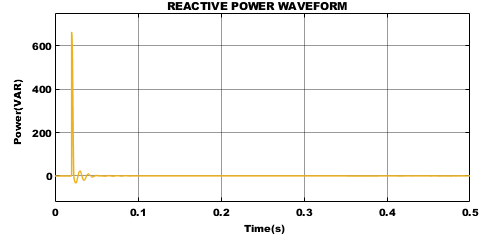 REACTIVE POWER WAVEFORM
600
400
200
0
Power(VAR)
0 0.1 0.2 0.3 0.4 0.5
Time(s)